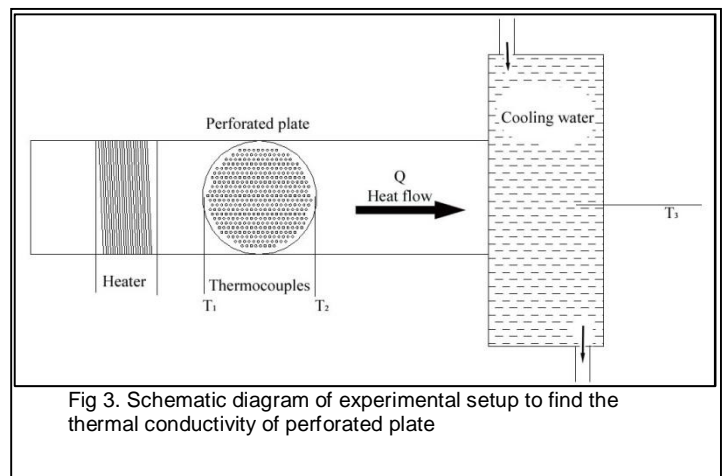 Cooling water
Perforated plate
Q
Heat flow
T₃
Heater
Thermocouples
T₁
T₂
Fig 3. Schematic diagram of experimental setup to find the
thermal conductivity of perforated plate